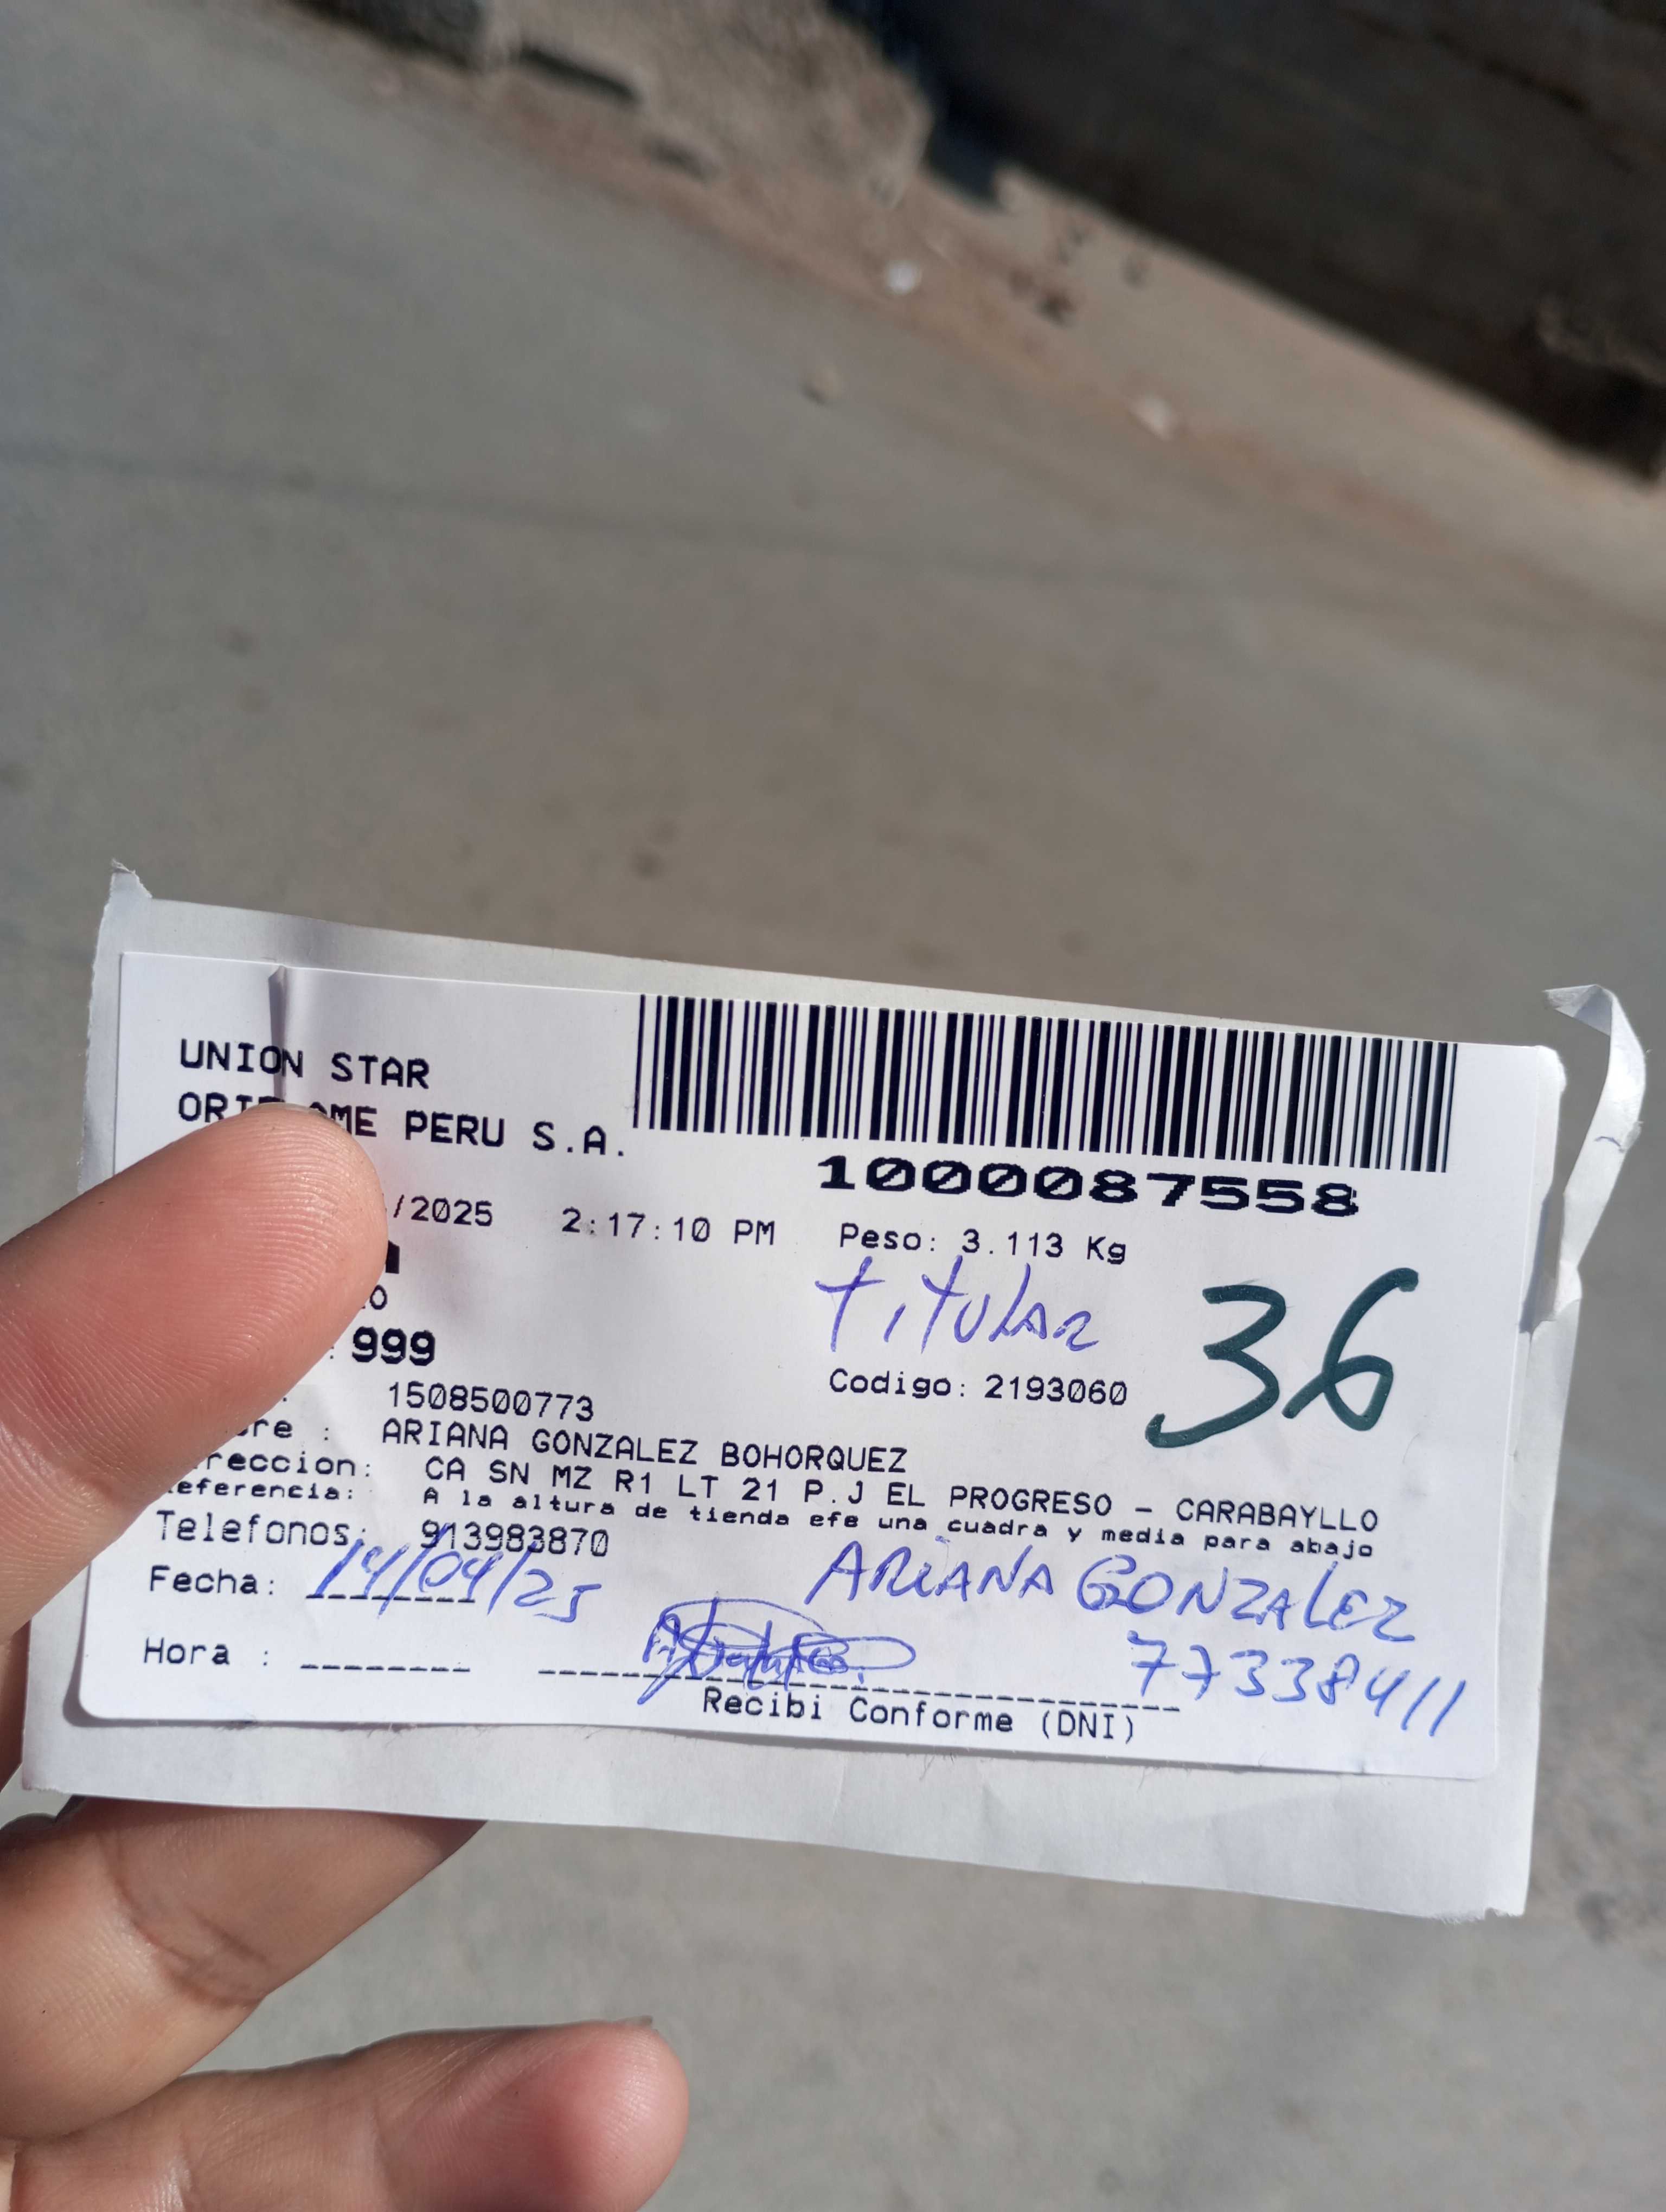 UNION STAR
PERU S.A.
1000087558
/2025 2:17:10 PM Peso: 3.113 Kg
TITULAR
36
999
Codigo: 2193060
1508500773
: ARIANA GONZALEZ BOHORQUEZ
reccion: CA SN MZ R1 LT 21 P.J EL PROGRESO - CARABAYLLO
eferencia: A la altura de tienda efe una cuadra y media para abajo
Telefonos: 913983870
Fecha: 14/04/25
ARIANA GONZALEZ
77338411
Hora :
Recibi Conforme (DNI)